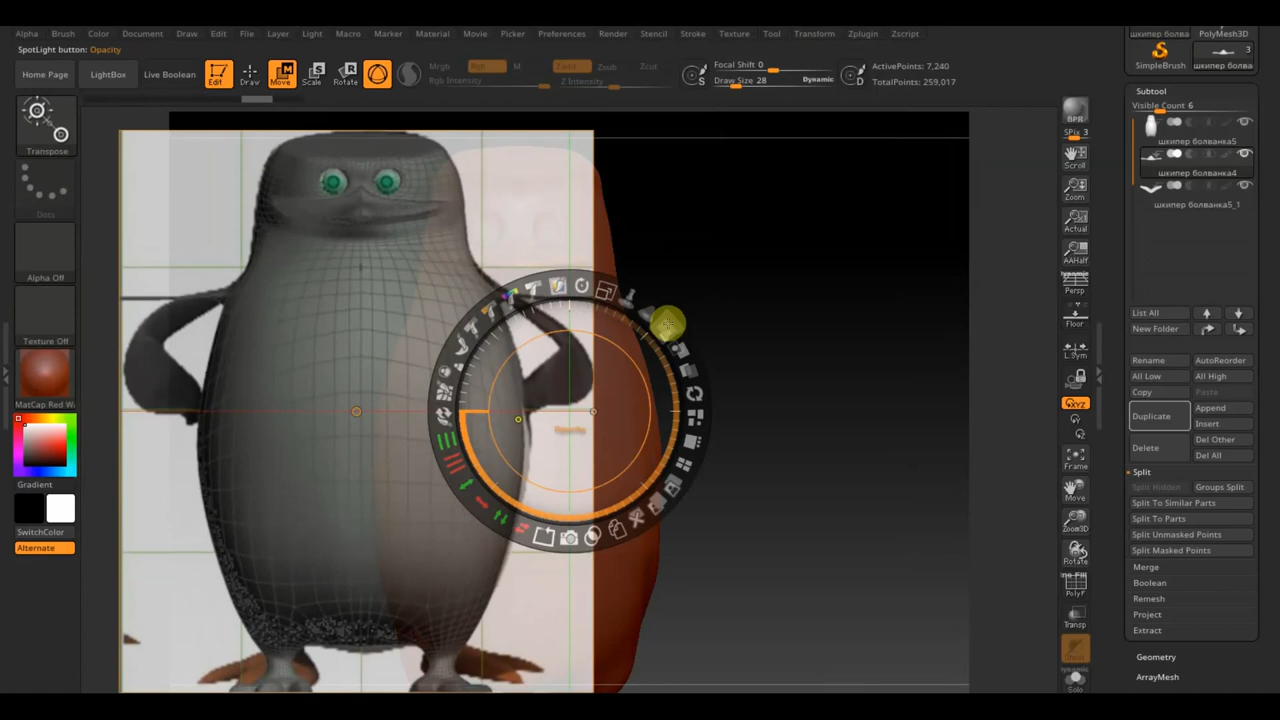 Alpha Brush Color Document Draw Edit File Layer Light Macro Marker Material Movie Picker Preferences Render Stencil Stroke Texture Tool Transform Zplugin Zscript
SpotLight button: Opacity
Home Page LightBox Live Boolean
Edit Draw Move Scale Rotate
Mrgb Rgb M Zadd Zsub Zcut
Rgb Intensity Z Intensity
Focal Shift 0
Draw Size 28 Dynamic
ActivePoints: 7,240
TotalPoints: 259,017
Transpose
Dots
Alpha Off
Texture Off
MatCap Red Wa
Gradient
SwitchColor
Alternate
Opacity
BPR
SPix 3
Scroll
Zoom
Actual
AAHalf
Dynamic
Persp
Floor
L.Sym
XYZ
Frame
Move
Zoom3D
Rotate
Line Fill
PolyF
Transp
Ghost
Dynamic
Solo
шкипер болва PolyMesh3D
3
SimpleBrush шкипер болва
Subtool
Visible Count 6
шкипер болванка5
шкипер болванка4
шкипер болванка5_1
List All
New Folder
Rename AutoReorder
All Low All High
Copy Paste
Duplicate Append
Insert
Delete Del Other
Del All
Split
Split Hidden Groups Split
Split To Similar Parts
Split To Parts
Split Unmasked Points
Split Masked Points
Merge
Boolean
Remesh
Project
Extract
Geometry
ArrayMesh